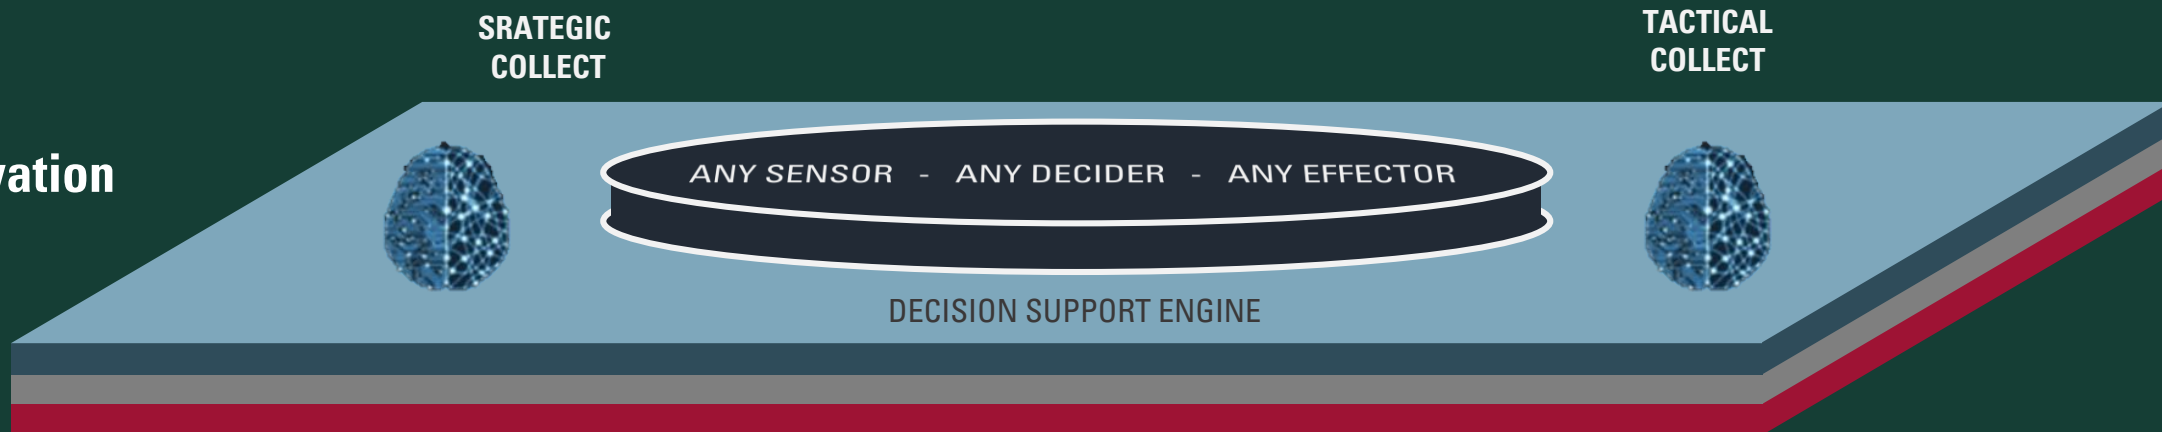 SRATEGIC
COLLECT
TACTICAL
COLLECT
vation
ANY SENSOR - ANY DECIDER - ANY EFFECTOR
DECISION SUPPORT ENGINE